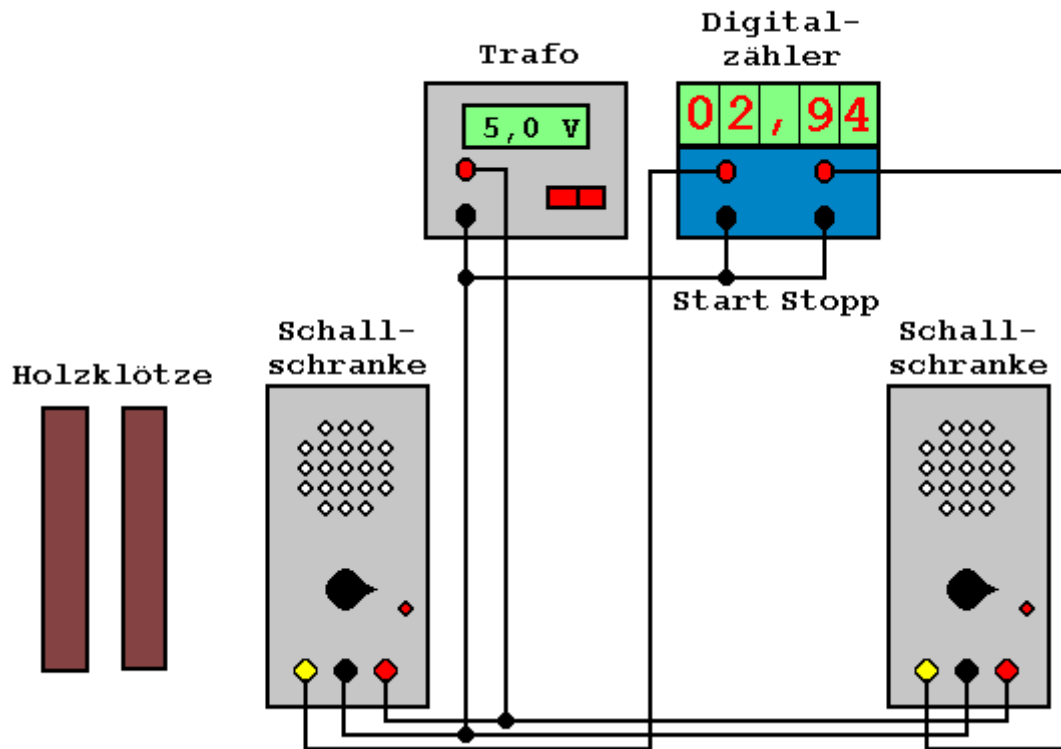 Trafo
Digital-
zähler
5,0 V
02,94
Start Stopp
Schall-
schranke
Schall-
schranke
Holzklötze